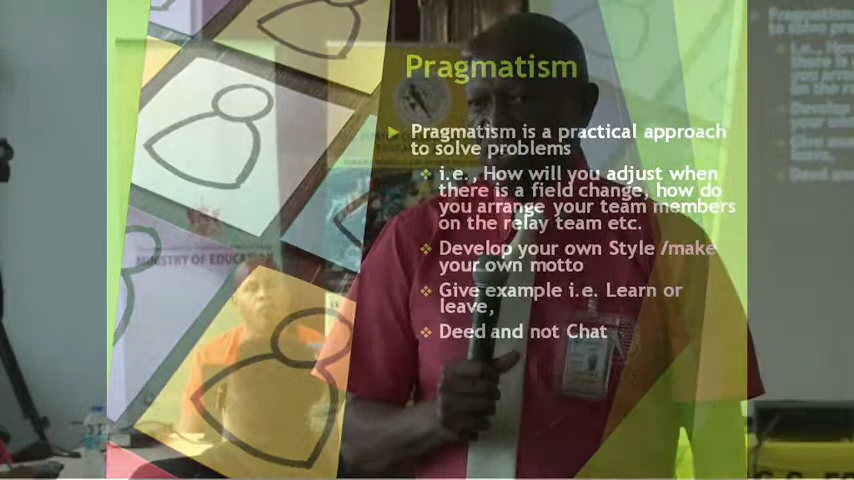 Pragmatism
Pragmatism is a practical approach
to solve problems
i.e., How will you adjust when
there is a field change, how do
you arrange your team members
on the relay team etc.
Develop your own Style /make
your own motto
Give example i.e. Learn or
leave,
Deed and not Chat
MINISTRY OF EDUCATION